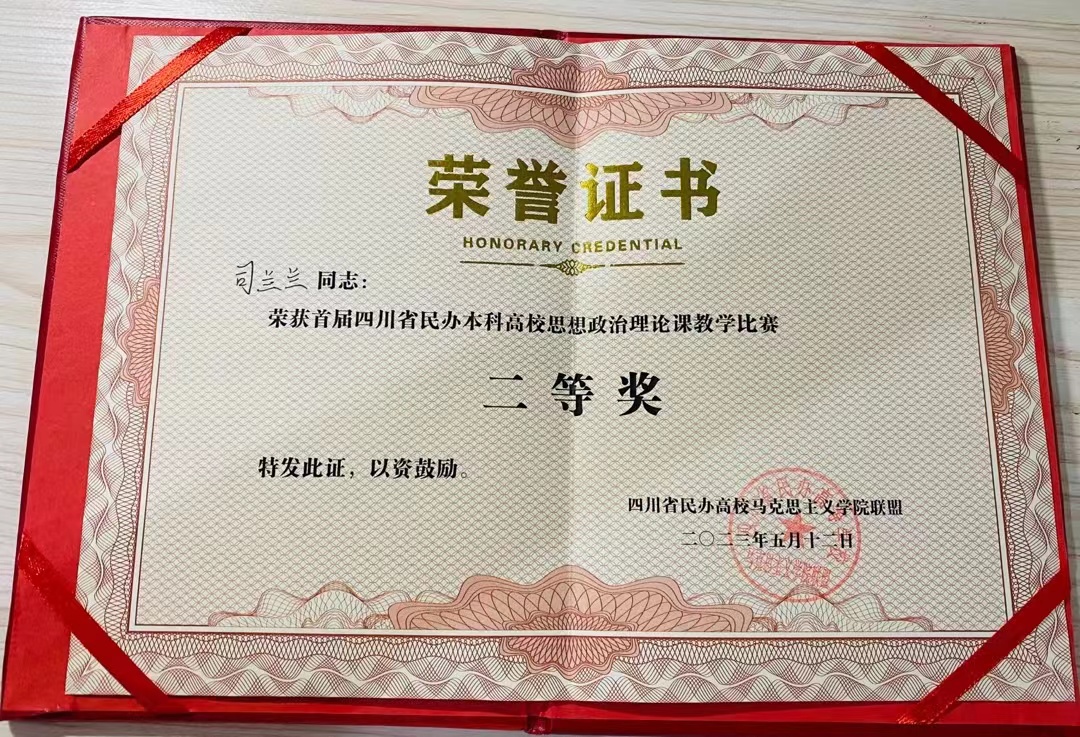 荣誉证书
HONORARY CREDENTIAL
司兰兰 同志：
荣获首届四川省民办本科高校思想政治理论课教学比赛
二等奖
特发此证，以资鼓励。
四川省民办高校马克思主义学院联盟
二〇二三年五月十二日